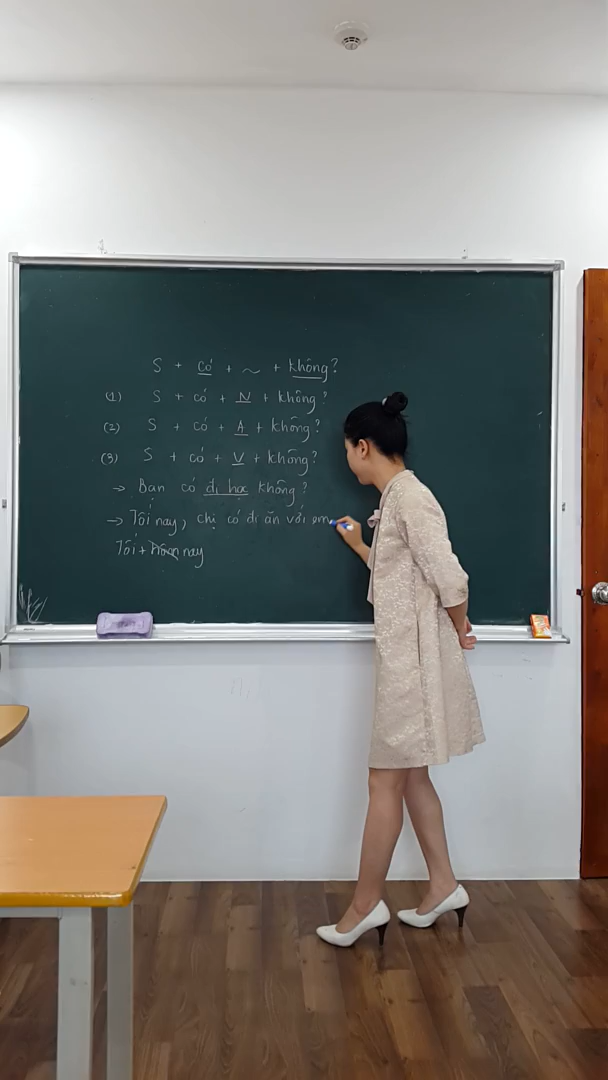 S + có + ~ + không?
(1) S + có + N + không?
(2) S + có + A + không?
(3) S + có + V + không?
→ Bạn có đi học không?
→ Tối nay, chị có đi ăn với em
Tối + hôm nay